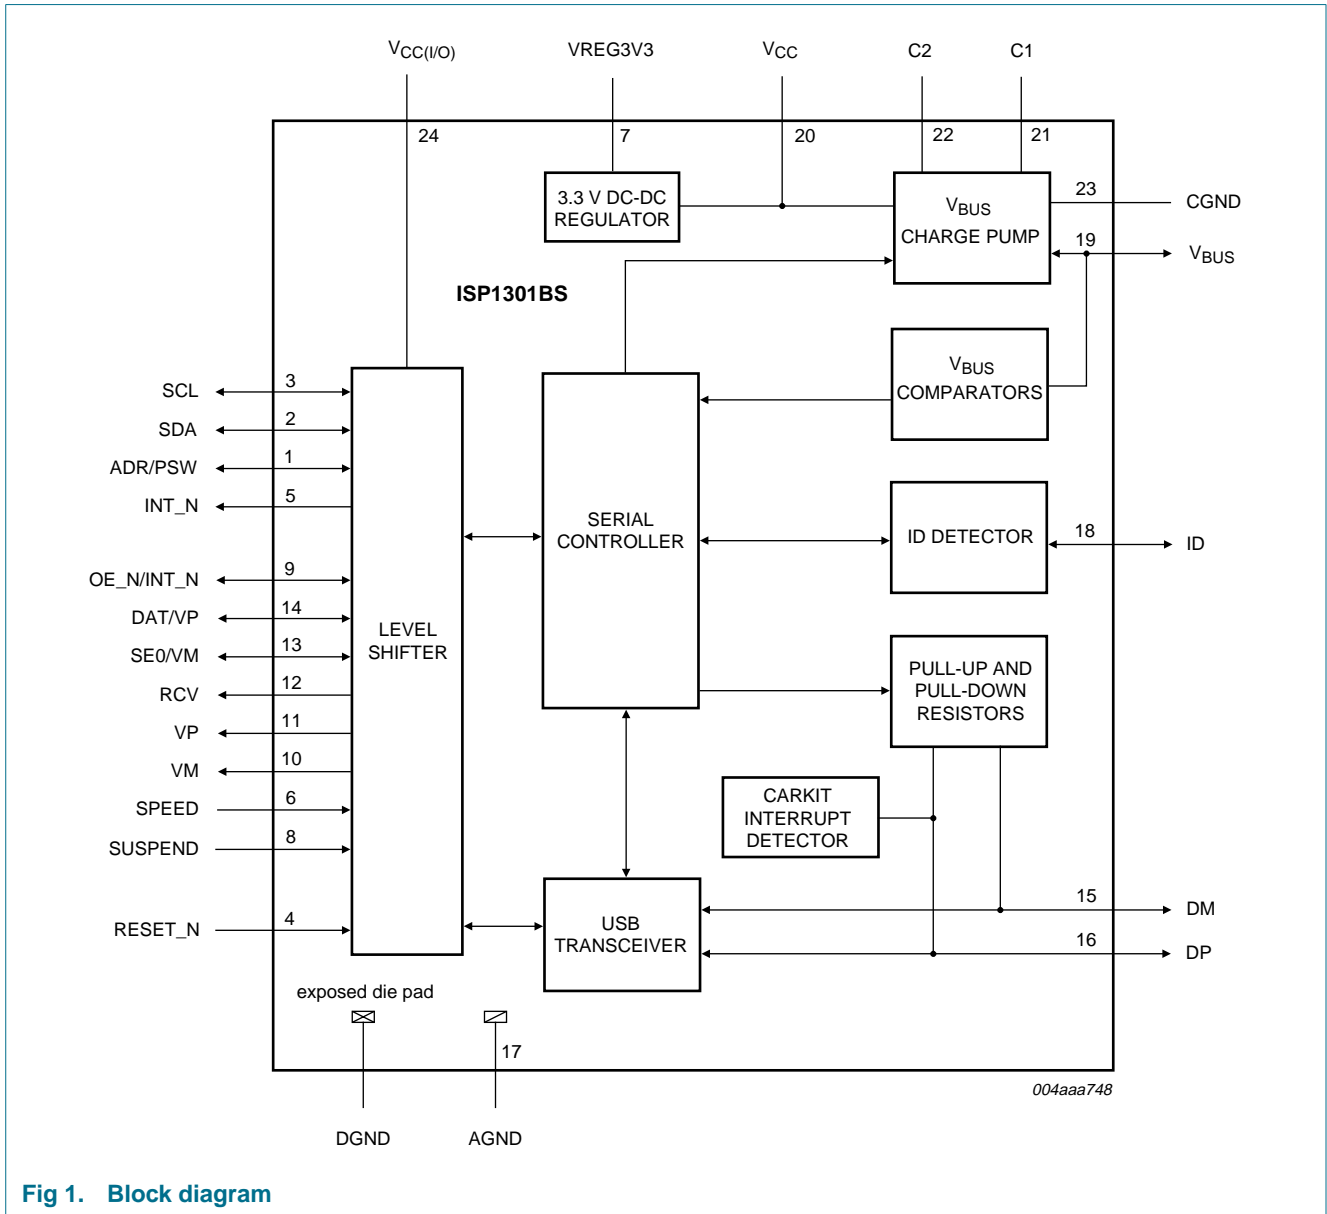 VCC(I/O)
VREG3V3
VCC
C2
C1
24
7
20
22
21
3.3 V DC-DC
REGULATOR
VBUS
CHARGE PUMP
23
CGND
19
VBUS
ISP1301BS
VBUS
COMPARATORS
SCL
3
SDA
2
ADR/PSW
1
INT_N
5
SERIAL
CONTROLLER
ID DETECTOR
18
ID
OE_N/INT_N
9
DAT/VP
14
SE0/VM
13
RCV
12
VP
11
VM
10
SPEED
6
SUSPEND
8
RESET_N
4
LEVEL
SHIFTER
PULL-UP AND
PULL-DOWN
RESISTORS
CARKIT
INTERRUPT
DETECTOR
USB
TRANSCEIVER
15
DM
16
DP
exposed die pad
17
DGND
AGND
004aaa748
Fig 1. Block diagram